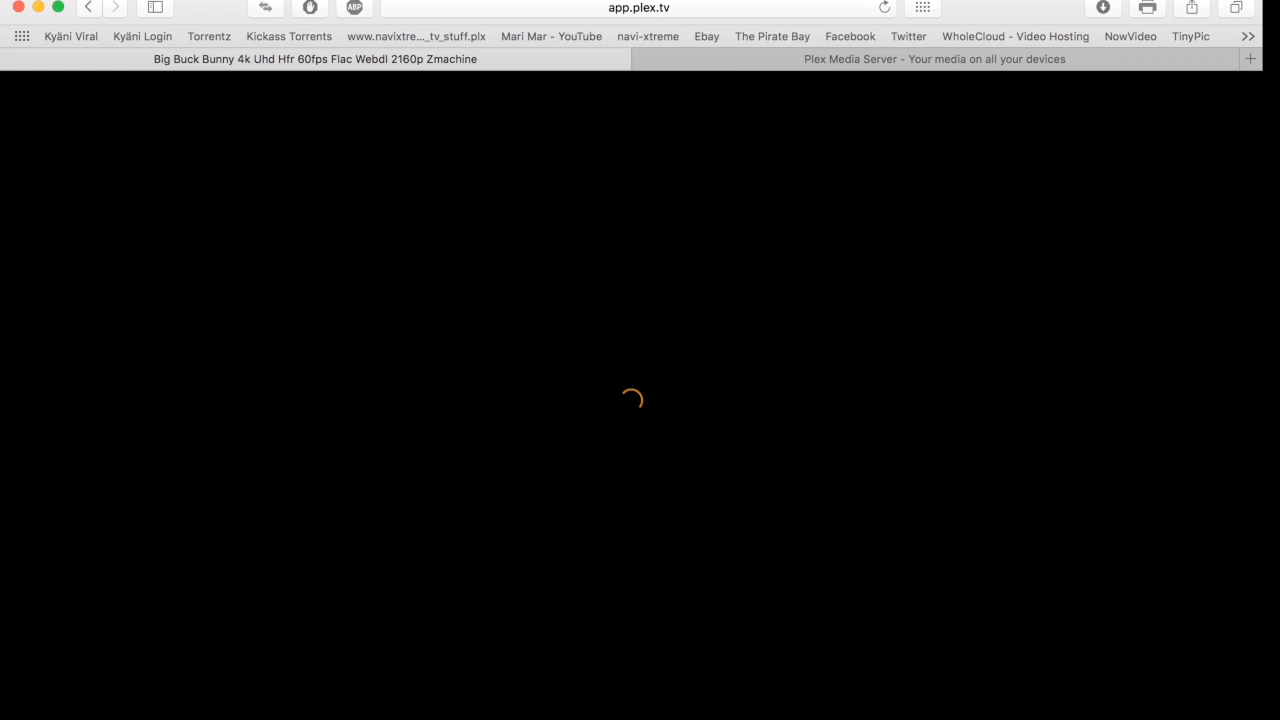 app.plex.tv
ABP
Kyäni Viral Kyäni Login Torrentz Kickass Torrents www.navixtre..._tv_stuff.plx Mari Mar - YouTube navi-xtreme Ebay The Pirate Bay Facebook Twitter WholeCloud - Video Hosting NowVideo TinyPic
Big Buck Bunny 4k Uhd Hfr 60fps Flac Webdl 2160p Zmachine Plex Media Server - Your media on all your devices